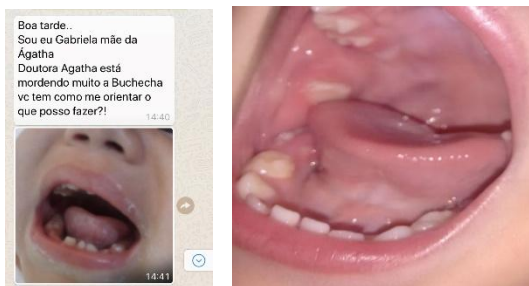 Boa tarde..
Sou eu Gabriela mãe da
Ágatha
Doutora Agatha está
mordendo muito a Buchecha
vc tem como me orientar o
que posso fazer?!
14:40
14:41